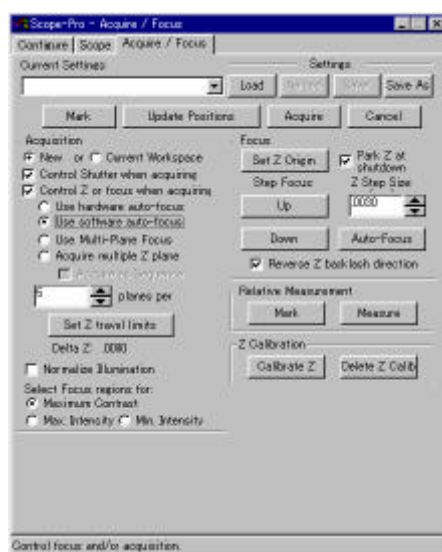 Scope-Pro - Acquire / Focus
Configure Scope Acquire / Focus
Current Settings: Settings
Load Save As
Mark Update Positions Acquire Cancel
Acquisition
New or Current Workspace
Control Shutter when acquiring
Control Z or focus when acquiring
Use hardware auto-focus
Use software auto-focus
Use Multi-Plane Focus
Acquire multiple Z plane
5 planes per
Set Z travel limits
Delta Z: .0000
Normalize Illumination
Select Focus regions for:
Maximum Contrast
Max. Intensity Min. Intensity
Focus
Set Z Origin Park Z at shutdown
Step Focus Z Step Size
Up .0030
Down Auto-Focus
Reverse Z backlash direction
Relative Measurement
Mark Measure
Z Calibration
Calibrate Z Delete Z Calib
Control focus and/or acquisition.